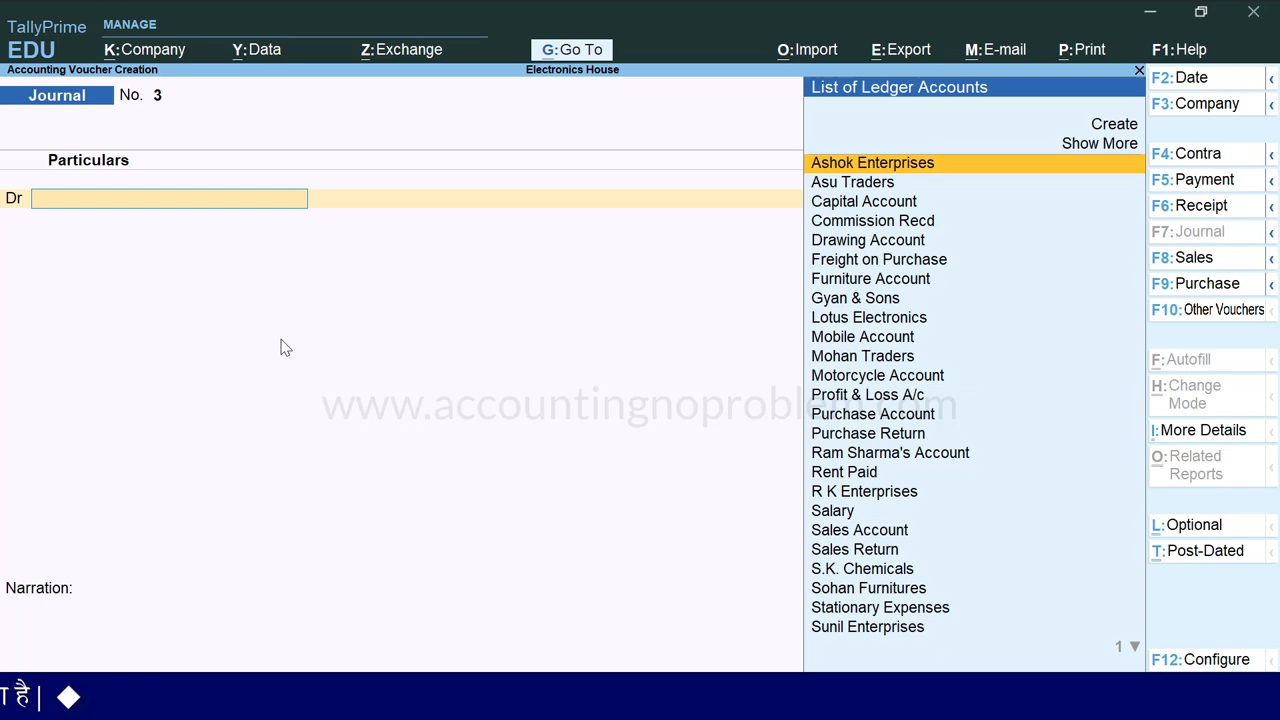 TallyPrime
EDU
MANAGE
K:Company
Y:Data
Z:Exchange
G:Go To
O:Import
E:Export
M:E-mail
P:Print
F1:Help
Accounting Voucher Creation
Electronics House
Journal No. 3
Particulars
Dr
Narration:
List of Ledger Accounts
Create
Show More
Ashok Enterprises
Asu Traders
Capital Account
Commission Recd
Drawing Account
Freight on Purchase
Furniture Account
Gyan & Sons
Lotus Electronics
Mobile Account
Mohan Traders
Motorcycle Account
Profit & Loss A/c
Purchase Account
Purchase Return
Ram Sharma's Account
Rent Paid
R K Enterprises
Salary
Sales Account
Sales Return
S.K. Chemicals
Sohan Furnitures
Stationary Expenses
Sunil Enterprises
1 ▼
F2:Date
F3:Company
F4:Contra
F5:Payment
F6:Receipt
F7:Journal
F8:Sales
F9:Purchase
F10:Other Vouchers
F:Autofill
H:Change
Mode
I:More Details
O:Related
Reports
L:Optional
T:Post-Dated
F12:Configure
www.accountingnoproblem.com
है |